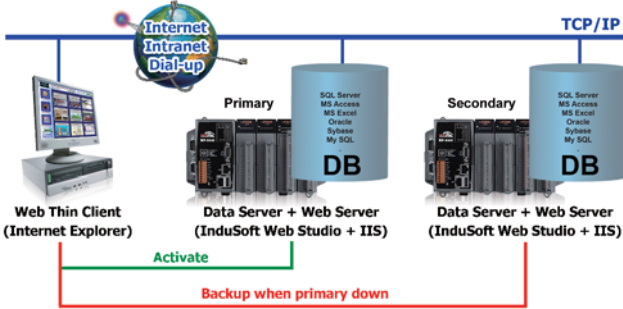 Internet
Intranet
Dial-up
TCP/IP
Primary
SQL Server
MS Access
MS Excel
Oracle
Sybase
My SQL
DB
Secondary
SQL Server
MS Access
MS Excel
Oracle
Sybase
My SQL
DB
Web Thin Client
(Internet Explorer)
Data Server + Web Server
(InduSoft Web Studio + IIS)
Data Server + Web Server
(InduSoft Web Studio + IIS)
Activate
Backup when primary down